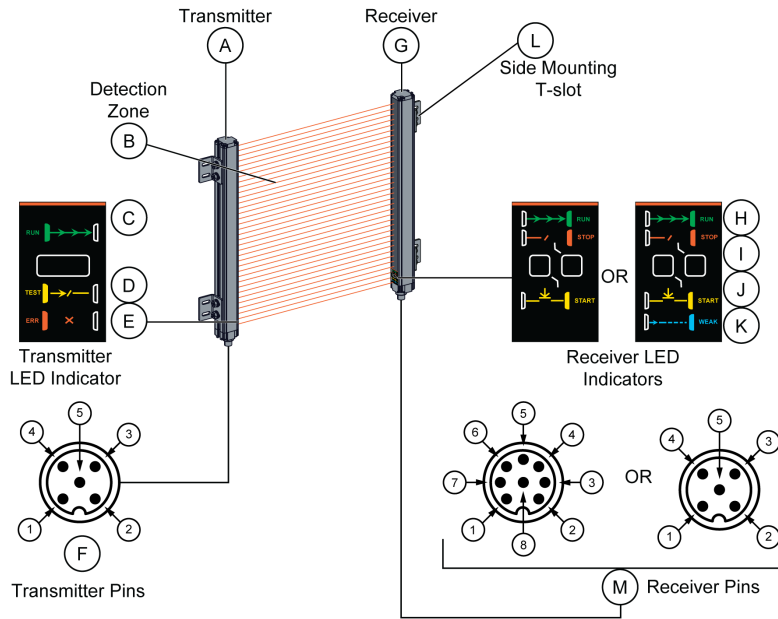 Transmitter
A
Receiver
G
L
Side Mounting
T-slot
Detection
Zone
B
C
RUN
D
TEST
E
ERR
Transmitter
LED Indicator
RUN
STOP
START
OR
RUN
STOP
START
WEAK
H
I
J
K
Receiver LED
Indicators
5
4
3
1
2
F
Transmitter Pins
5
6
4
7
3
1
2
8
OR
5
4
3
1
2
M
Receiver Pins